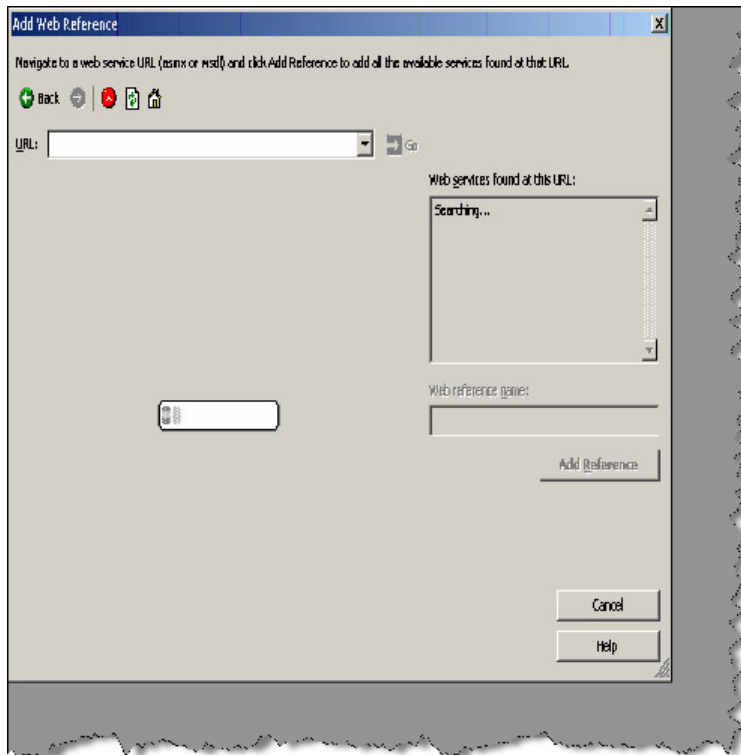 Add Web Reference
Navigate to a web service URL (asmx or wsdl) and click Add Reference to add all the available services found at that URL.
Back
URL:
Go
Web services found at this URL:
Searching...
Web reference name:
Add Reference
Cancel
Help